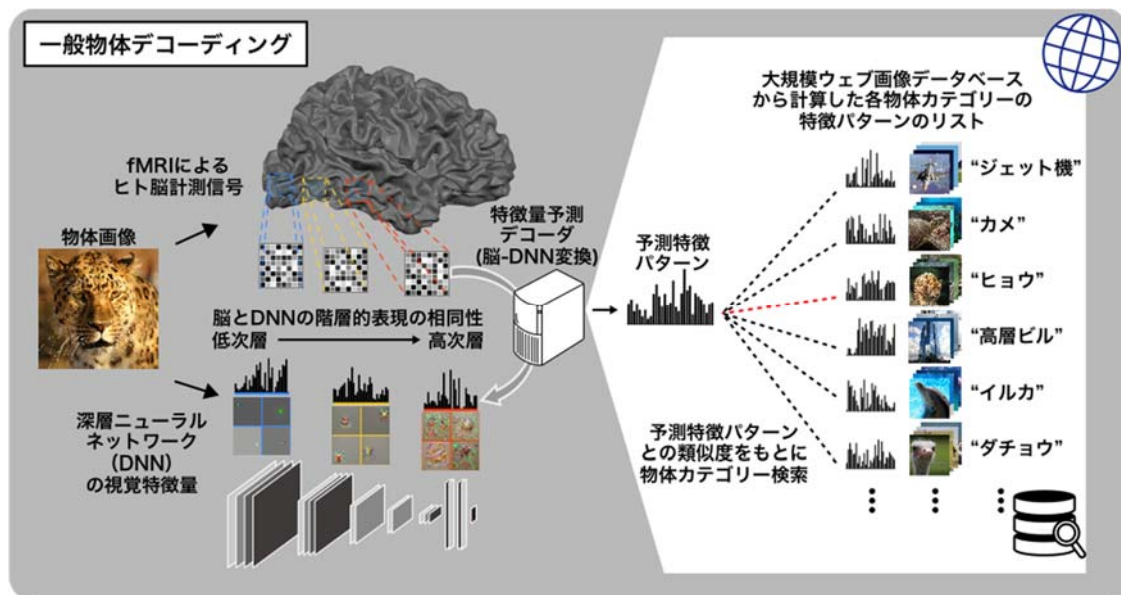 一般物体デコーディング
fMRIによる
ヒト脳計測信号
物体画像
特徴量予測
デコーダ
(脳-DNN変換)
脳とDNNの階層的表現の相同性
低次層
高次層
深層ニューラル
ネットワーク
（DNN）
の視覚特徴量
予測特徴
パターン
大規模ウェブ画像データベース
から計算した各物体カテゴリーの
特徴パターンのリスト
“ジェット機”
“カメ”
“ヒョウ”
“高層ビル”
“イルカ”
“ダチョウ”
予測特徴パターン
との類似度をもとに
物体カテゴリー検索